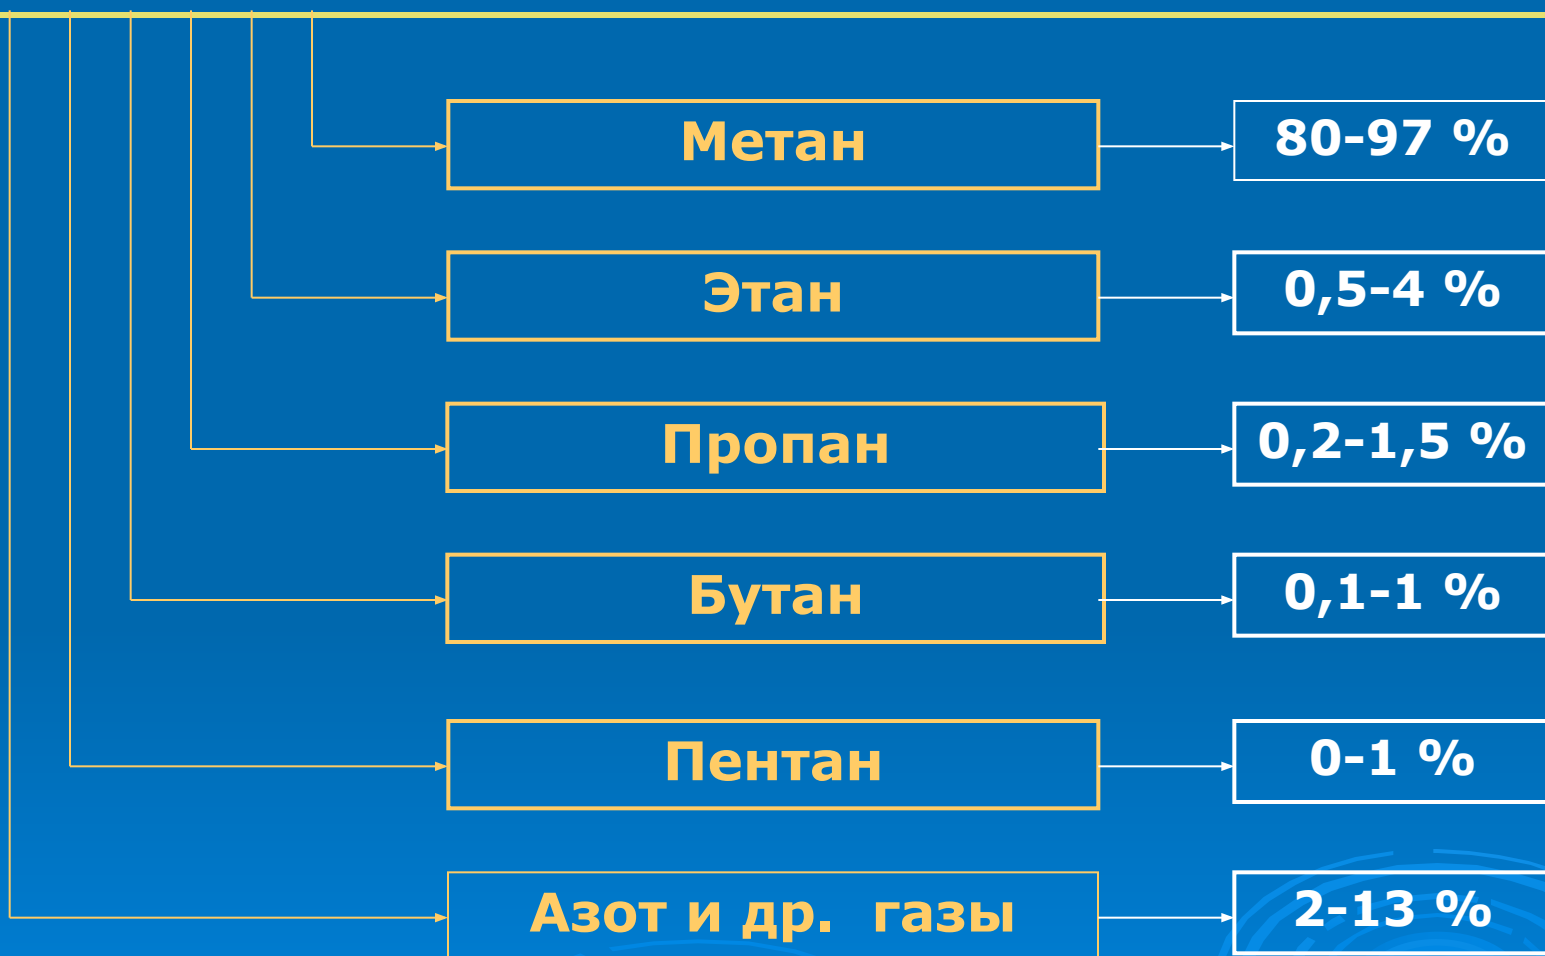 Метан 80-97 %
Этан 0,5-4 %
Пропан 0,2-1,5 %
Бутан 0,1-1 %
Пентан 0-1 %
Азот и др. газы 2-13 %